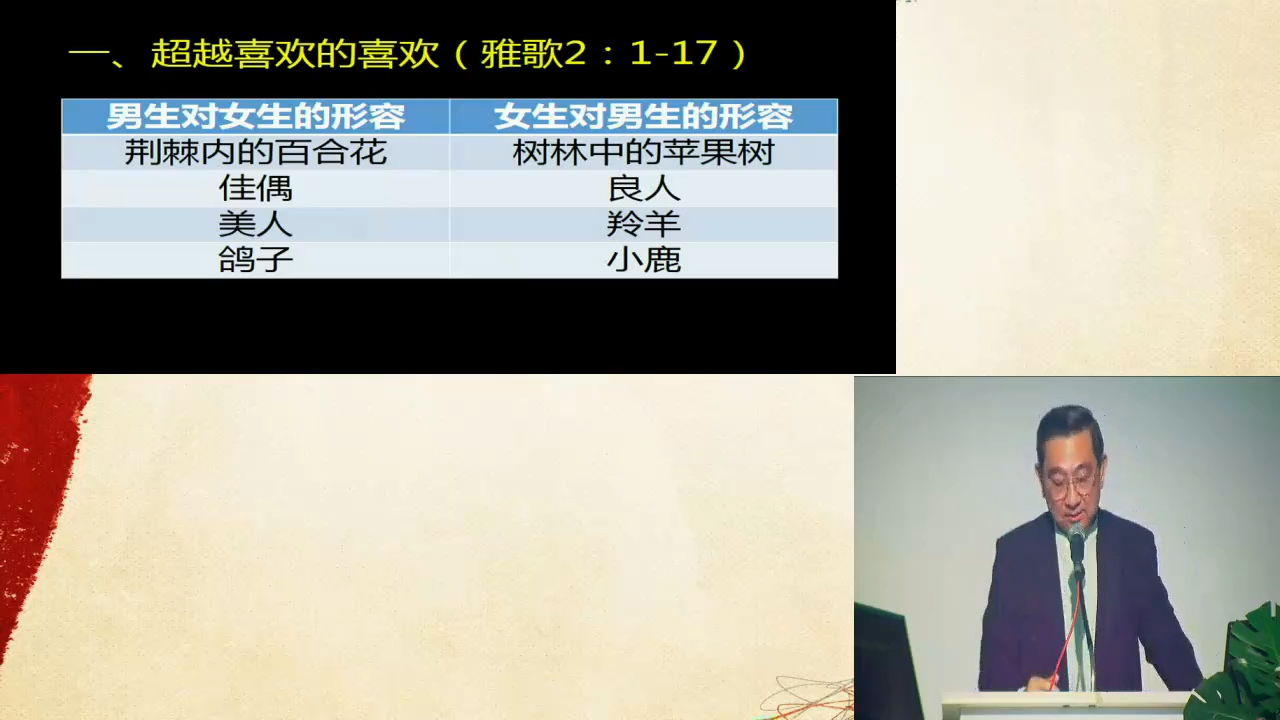 一、超越喜欢的喜欢（雅歌2：1-17）
男生对女生的形容 女生对男生的形容
荆棘内的百合花 树林中的苹果树
佳偶 良人
美人 羚羊
鸽子 小鹿